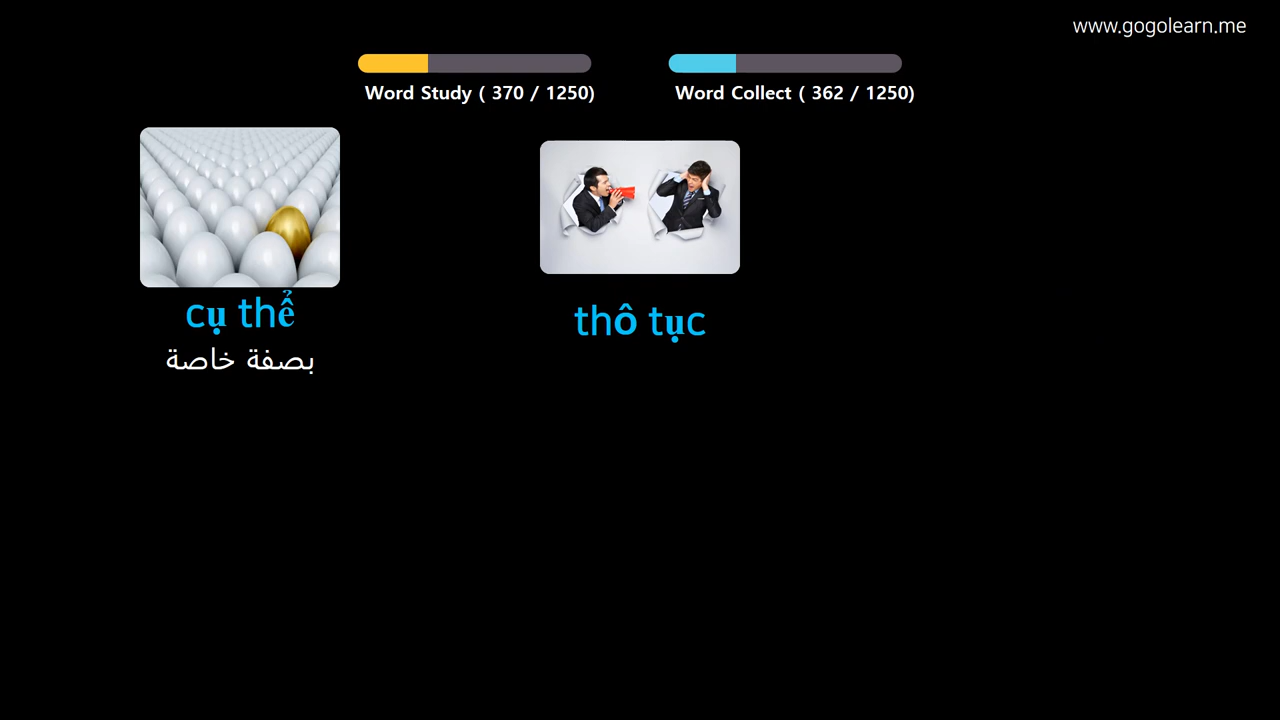 www.gogolearn.me
Word Study ( 370 / 1250)
Word Collect ( 362 / 1250)
cụ thể
بصفة خاصة
thô tục